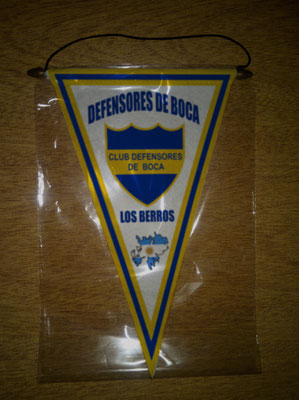 DEFENSORES DE BOCA
CLUB DEFENSORES
DE BOCA
LOS BERROS